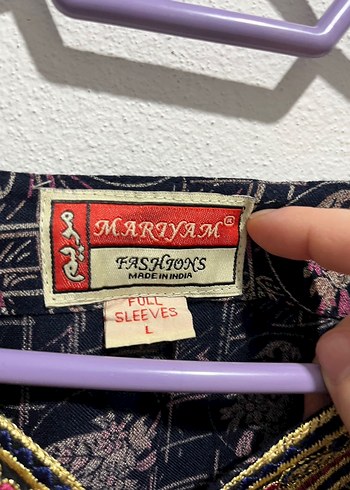 MARIYAM®
FASHIONS
MADE IN INDIA
FULL
SLEEVES
L